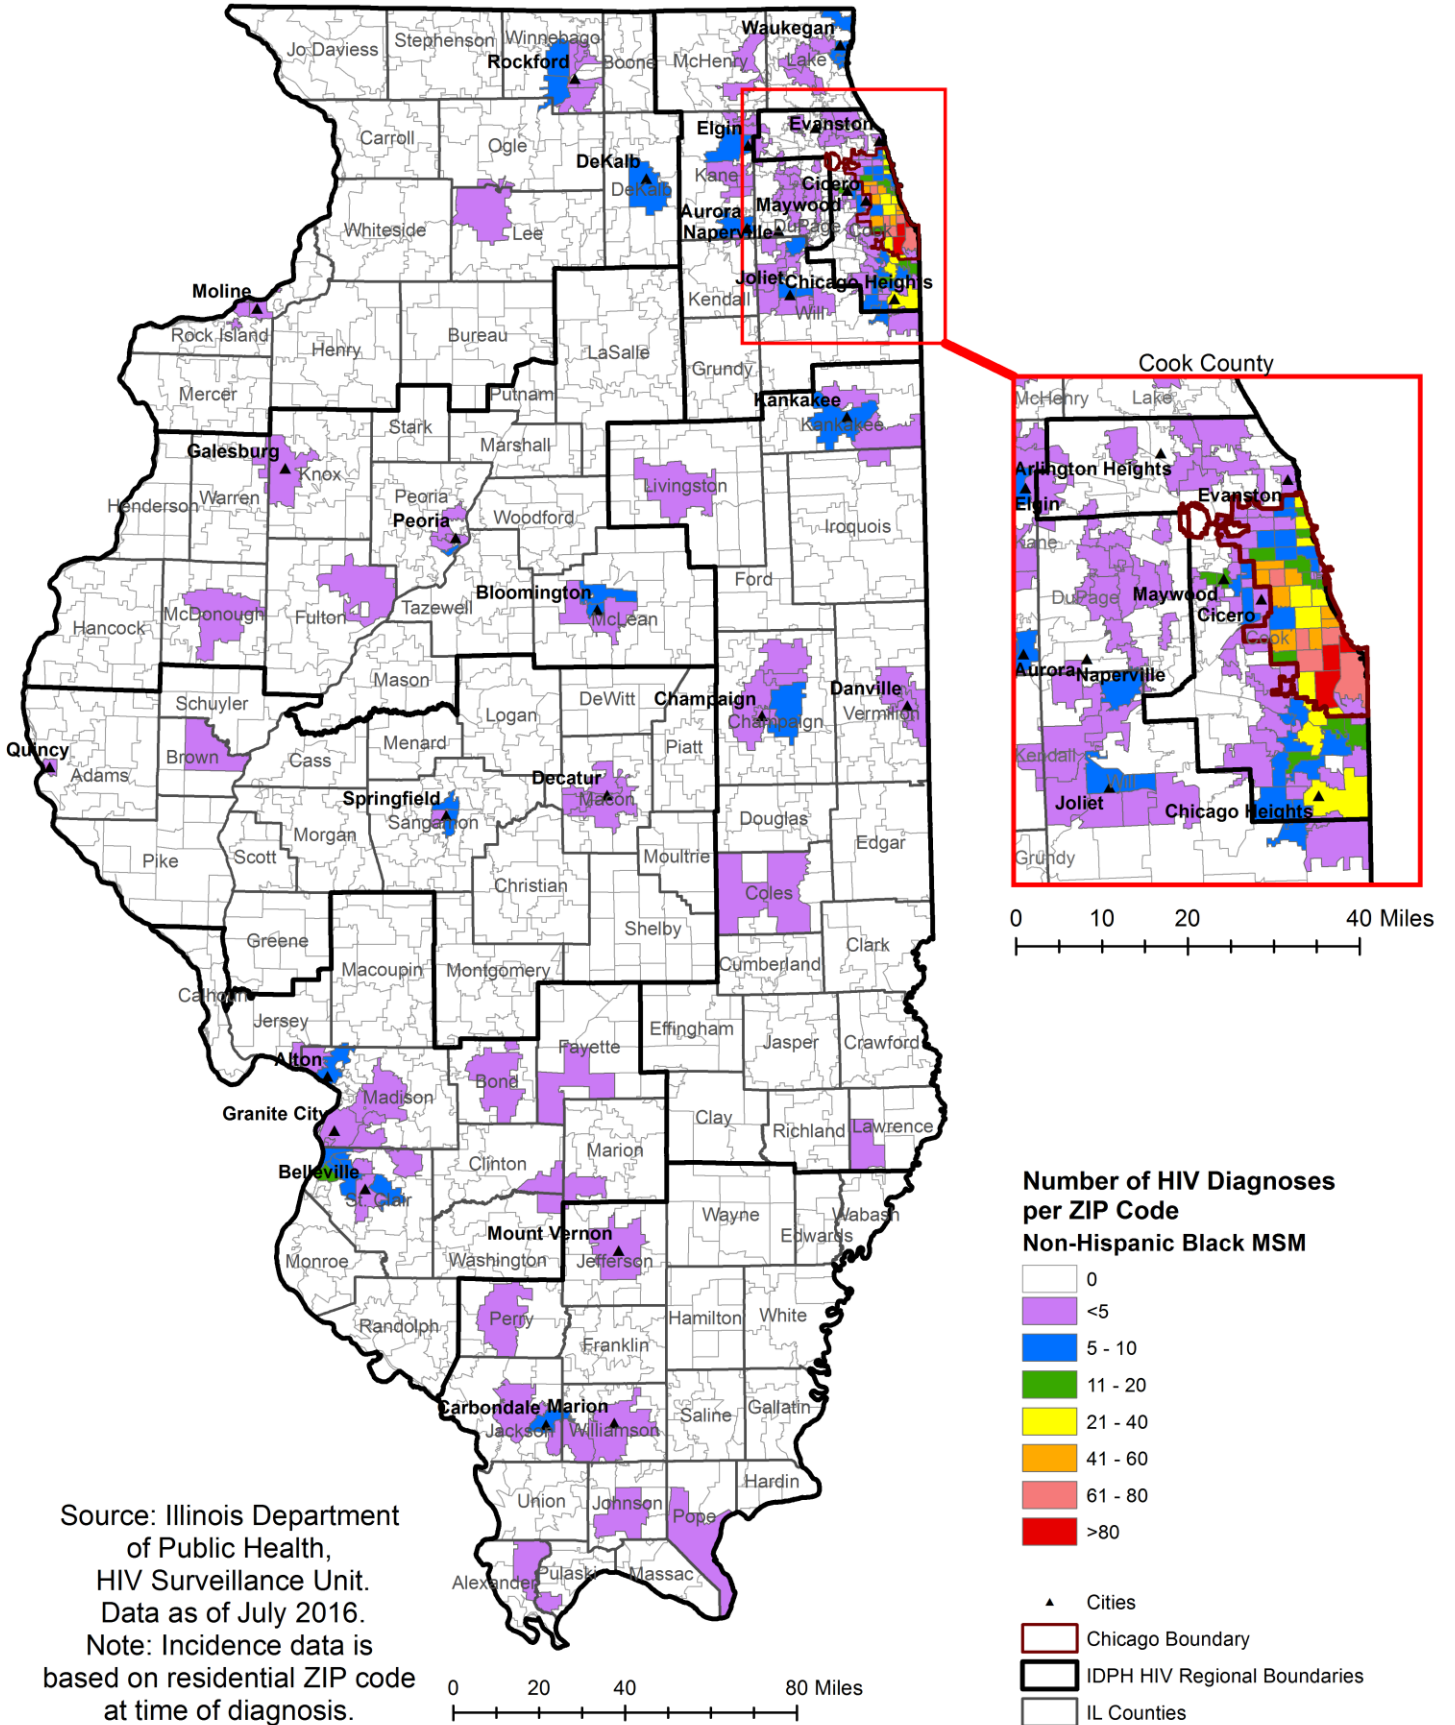 Waukegan
Winnebago
Stephenson
Jo Daviess
Rockford
Boone
McHenry
Lake
Elgin
Evanston
Carroll
Ogle
DeKalb
DeKalb
Kane
Cicero
Maywood
Aurora
Naperville
DuPage
Cook
Whiteside
Lee
Joliet
Chicago Heights
Moline
Kendall
Will
Rock Island
Bureau
Henry
LaSalle
Grundy
Mercer
Putnam
Kankakee
Kankakee
Stark
Marshall
Galesburg
Knox
Livingston
Henderson
Warren
Peoria
Peoria
Woodford
Iroquois
Ford
Bloomington
McLean
Hancock
McDonough
Fulton
Tazewell
Mason
Schuyler
Logan
DeWitt
Champaign
Champaign
Danville
Vermilion
Quincy
Adams
Brown
Cass
Menard
Piatt
Decatur
Macon
Springfield
Sangamon
Douglas
Morgan
Edgar
Pike
Scott
Moultrie
Christian
Coles
Shelby
Greene
Clark
Macoupin
Montgomery
Cumberland
Calhoun
Jersey
Effingham
Fayette
Jasper
Crawford
Alton
Bond
Madison
Granite City
Clay
Richland
Lawrence
Marion
Clinton
Belleville
St. Clair
Wayne
Wabash
Edwards
Mount Vernon
Jefferson
Washington
Monroe
Perry
Hamilton
White
Randolph
Franklin
Carbondale
Marion
Jackson
Williamson
Saline
Gallatin
Hardin
Union
Johnson
Pope
Alexander
Pulaski
Massac
Cook County
McHenry
Lake
Arlington Heights
Elgin
Evanston
Kane
DuPage
Maywood
Cicero
Cook
Aurora
Naperville
Kendall
Will
Joliet
Chicago Heights
Grundy
0 10 20 40 Miles
Number of HIV Diagnoses
per ZIP Code
Non-Hispanic Black MSM
0
<5
5 - 10
11 - 20
21 - 40
41 - 60
61 - 80
>80
Cities
Chicago Boundary
IDPH HIV Regional Boundaries
IL Counties
Source: Illinois Department
of Public Health,
HIV Surveillance Unit.
Data as of July 2016.
Note: Incidence data is
based on residential ZIP code
at time of diagnosis.
0 20 40 80 Miles